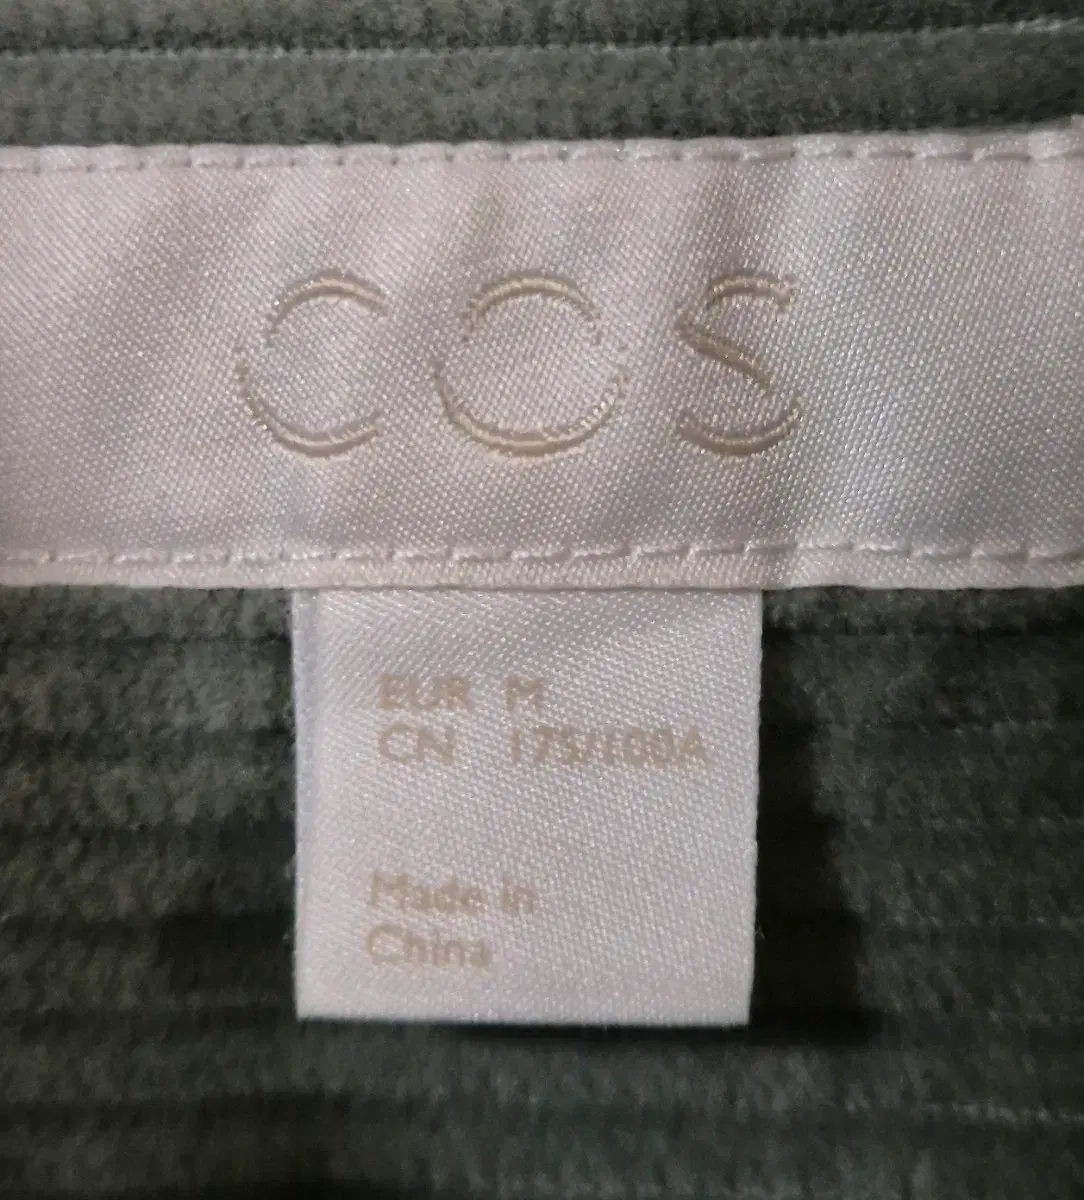 COS
EUR M
CN 175/100A
Made in
China